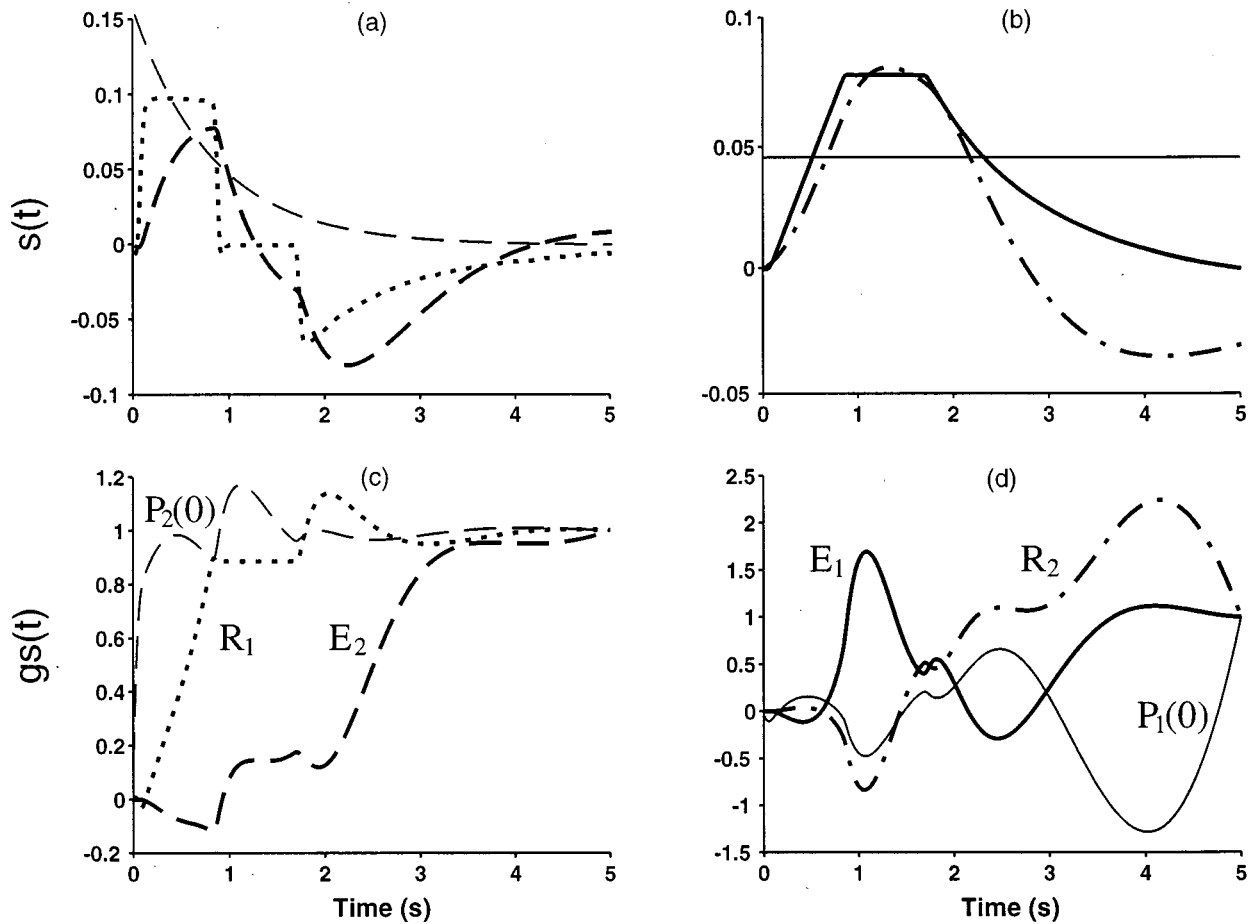 (a)
0.15
0.1
0.05
0
-0.05
-0.1
0 1 2 3 4 5
s(t)
(b)
0.1
0.05
0
-0.05
0 1 2 3 4 5
(c)
1.2
1
0.8
0.6
0.4
0.2
0
-0.2
0 1 2 3 4 5
gs(t)
P₂(0)
R₁
E₂
Time (s)
(d)
2.5
2
1.5
1
0.5
0
-0.5
-1
-1.5
0 1 2 3 4 5
E₁
R₂
P₁(0)
Time (s)